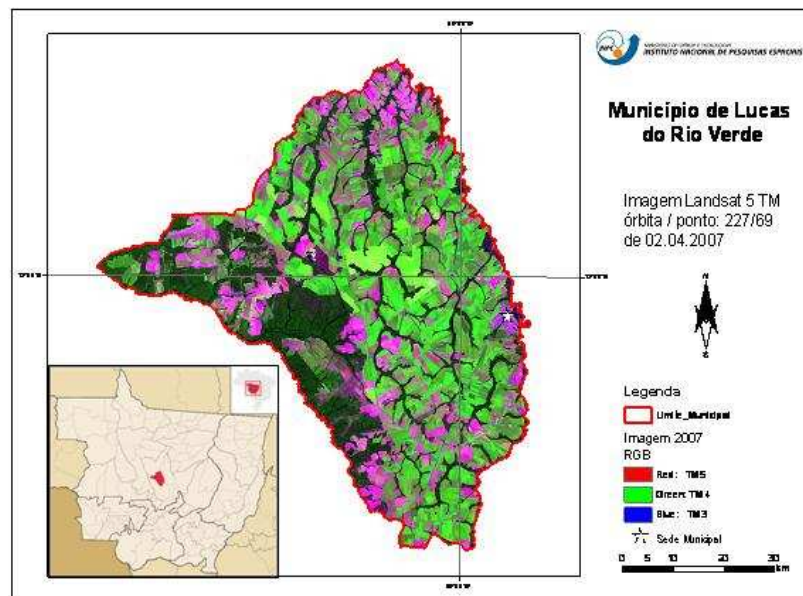 INSTITUTO NACIONAL DE PESQUISAS ESPACIAIS
Município de Lucas
do Rio Verde
Imagem Landsat 5 TM
órbita / ponto: 227/69
de 02.04.2007
N
S
Legenda
Limite_Municipal
Imagem 2007
RGB
Red: TM5
Green: TM4
Blue: TM3
Sede Municipal
0 5 10 20 30
km